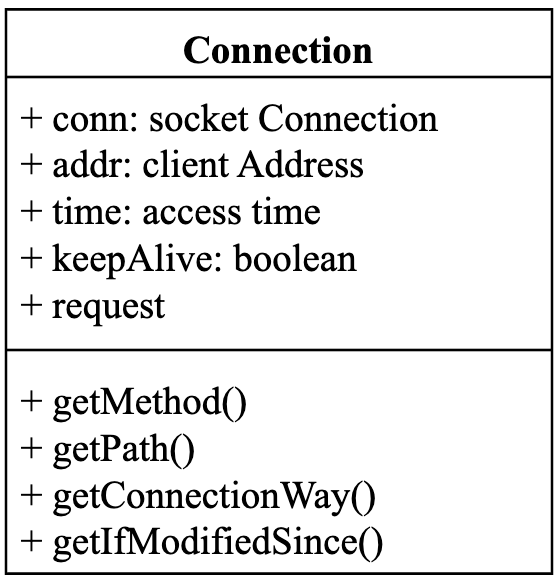 Connection
+ conn: socket Connection
+ addr: client Address
+ time: access time
+ keepAlive: boolean
+ request
+ getMethod()
+ getPath()
+ getConnectionWay()
+ getIfModifiedSince()